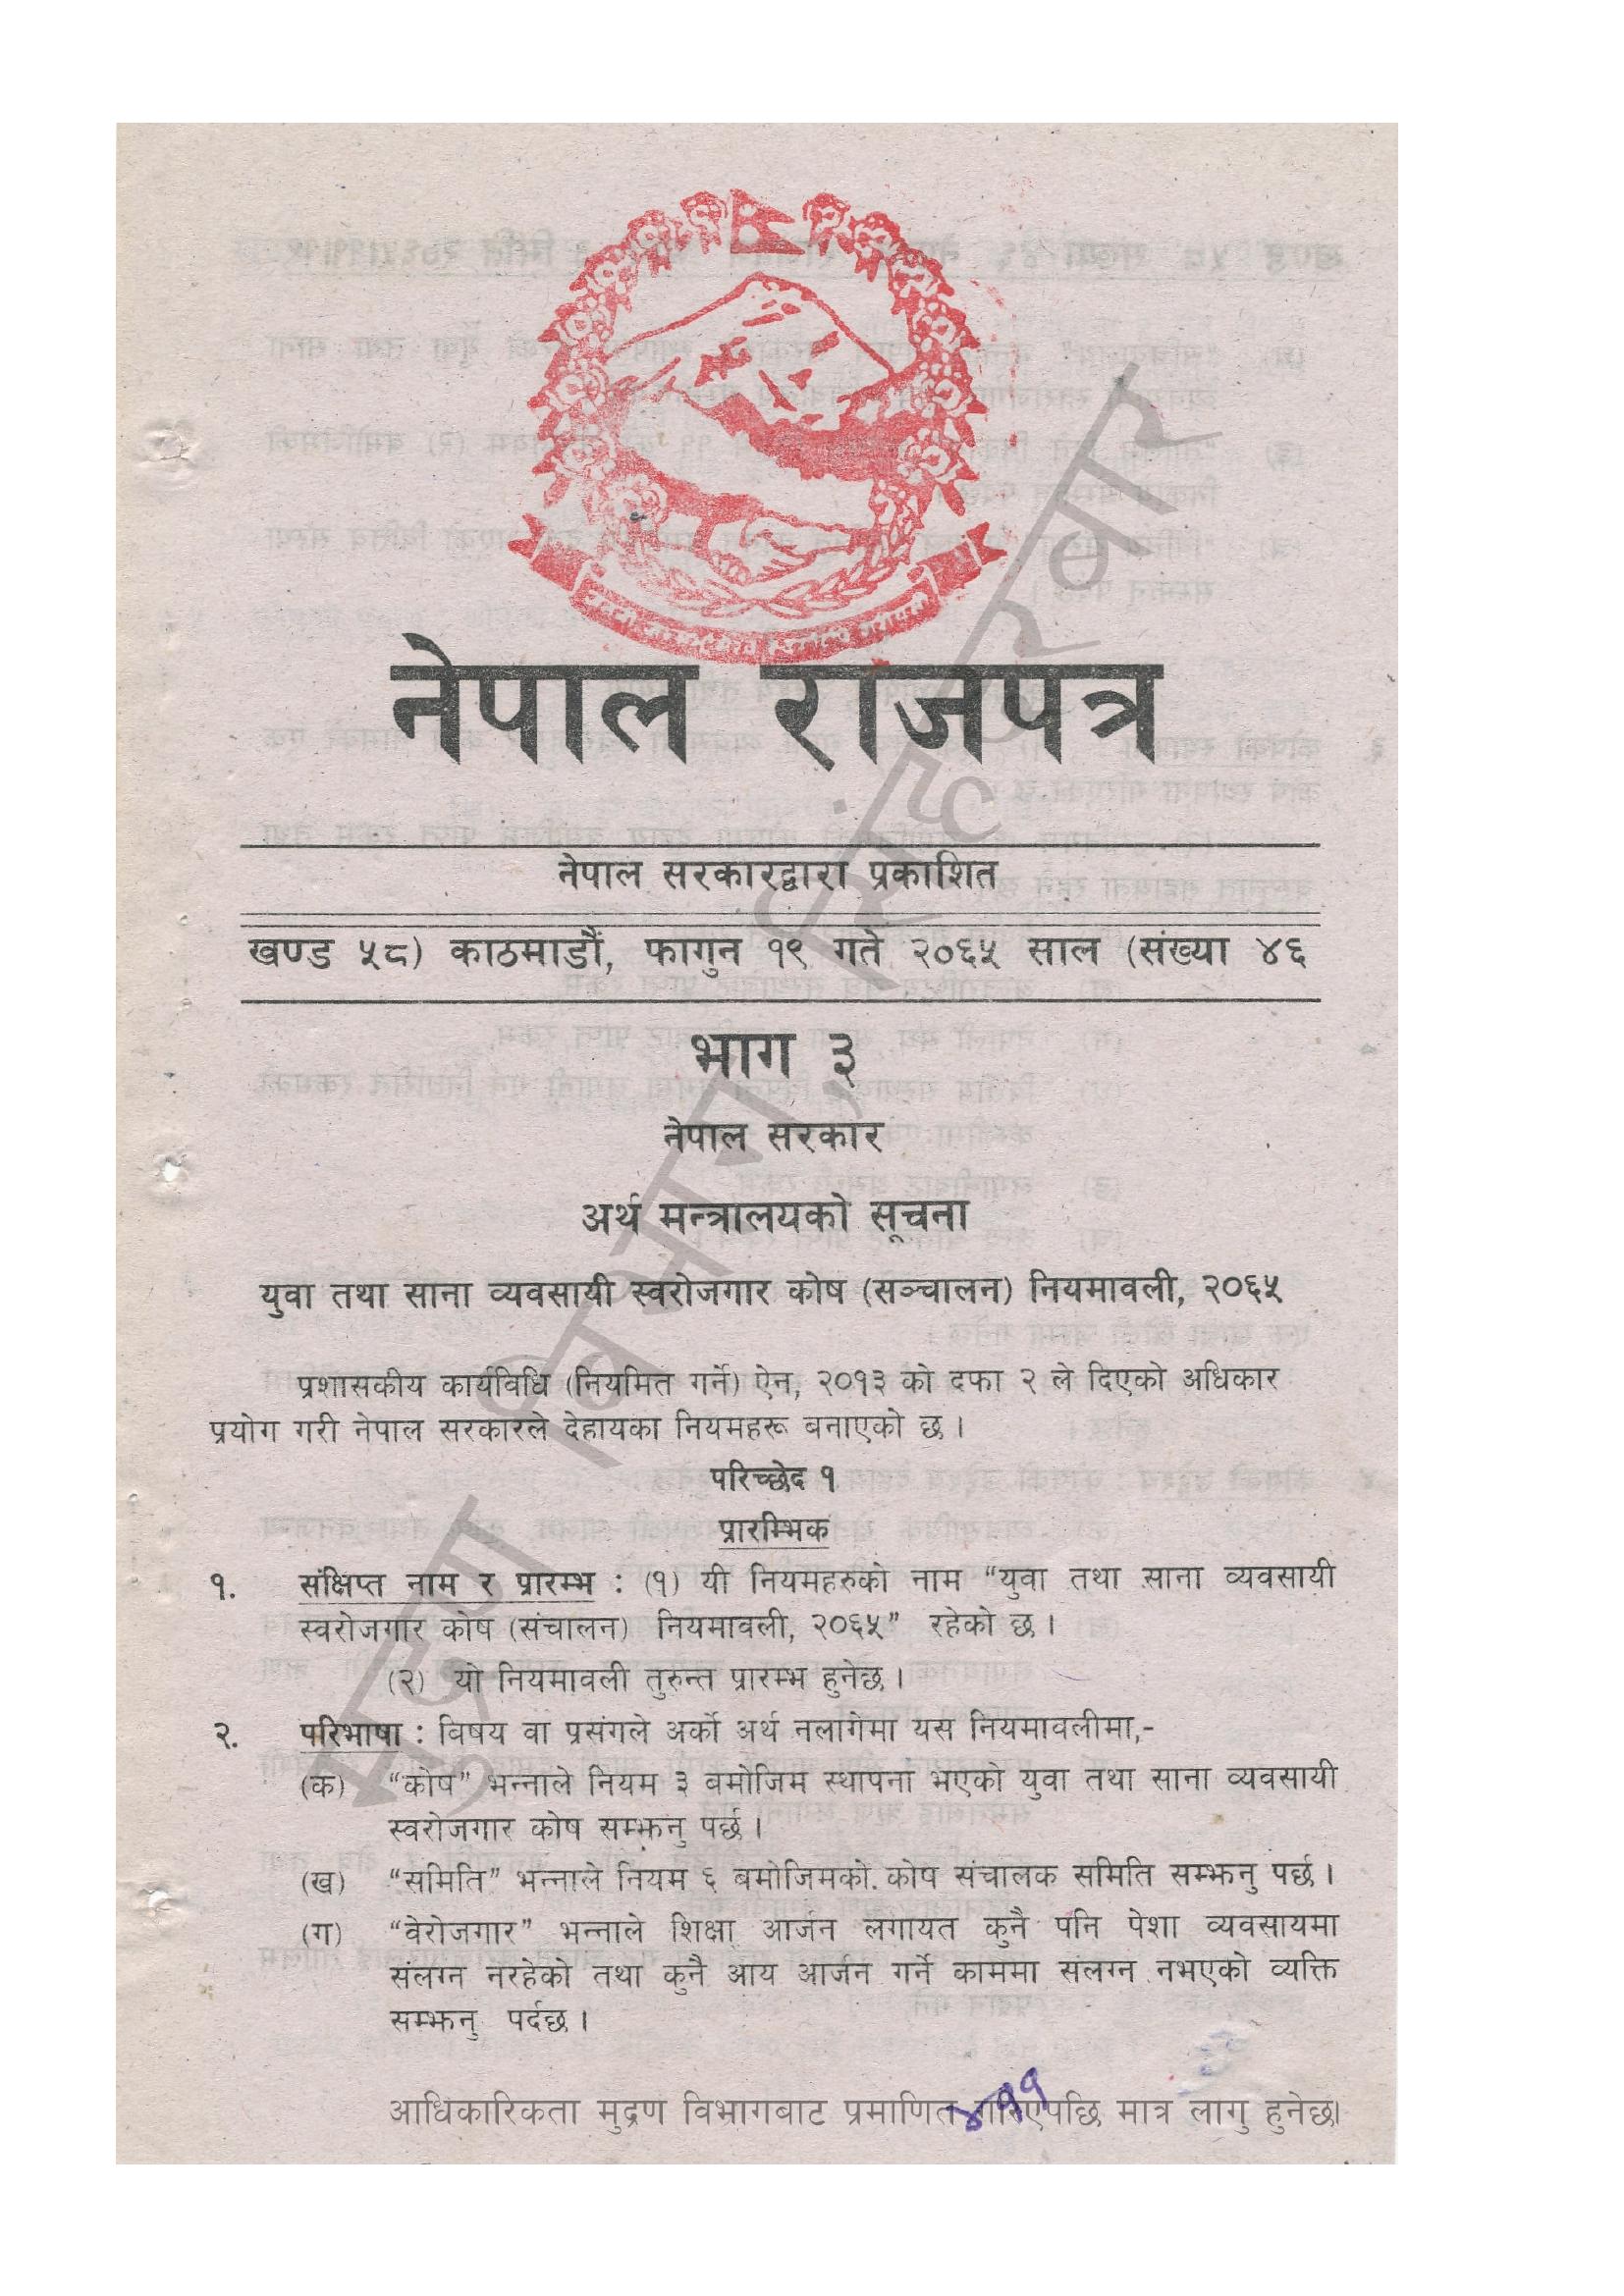 नेपाल राजपत्र
नेपाल सरकारद्वारा प्रकाशित
खण्ड ५८) काठमाडौं, फागुन १९ गते २०६५ साल (संख्या ४६
भाग ३
नेपाल सरकार
अर्थ मन्त्रालयको सूचना
युवा तथा साना व्यवसायी स्वरोजगार कोष (सञ्चालन) नियमावली, २०६५
प्रशासकीय कार्यविधि (नियमित गर्ने) ऐन, २०१३ को दफा २ ले दिएको अधिकार
प्रयोग गरी नेपाल सरकारले देहायका नियमहरू बनाएको छ ।
परिच्छेद १
प्रारम्भिक
१. संक्षिप्त नाम र प्रारम्भ : (१) यी नियमहरुको नाम “युवा तथा साना व्यवसायी
स्वरोजगार कोष (संचालन) नियमावली, २०६५” रहेको छ ।
(२) यो नियमावली तुरुन्त प्रारम्भ हुनेछ ।
२. परिभाषा : विषय वा प्रसंगले अर्को अर्थ नलागेमा यस नियमावलीमा,-
(क) “कोष” भन्नाले नियम ३ बमोजिम स्थापना भएको युवा तथा साना व्यवसायी
स्वरोजगार कोष सम्झनु पर्छ ।
(ख) “समिति” भन्नाले नियम ६ बमोजिमको कोष संचालक समिति सम्झनु पर्छ ।
(ग) “वेरोजगार” भन्नाले शिक्षा आर्जन लगायत कुनै पनि पेशा व्यवसायमा
संलग्न नरहेको तथा कुनै आय आर्जन गर्ने काममा संलग्न नभएको व्यक्ति
सम्झनु पर्दछ ।
आधिकारिकता मुद्रण विभागबाट प्रमाणित गरिएपछि मात्र लागु हुनेछ।
मुद्रण विभाग, सिंहदरवार